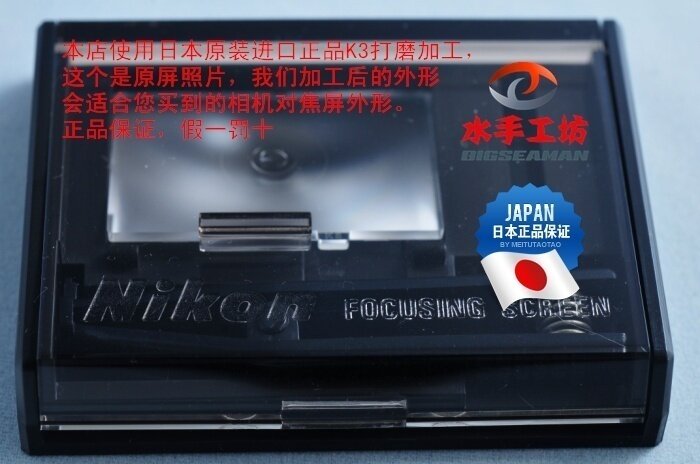 本店使用日本原装进口正品K3打磨加工，
这个是原屏照片，我们加工后的外形
会适合您买到的相机对焦屏外形。
正品保证，假一罚十
水手工坊
BIGSEAMAN
JAPAN
日本正品保证
BY MEITUTAOTAO
Nikon FOCUSING SCREEN